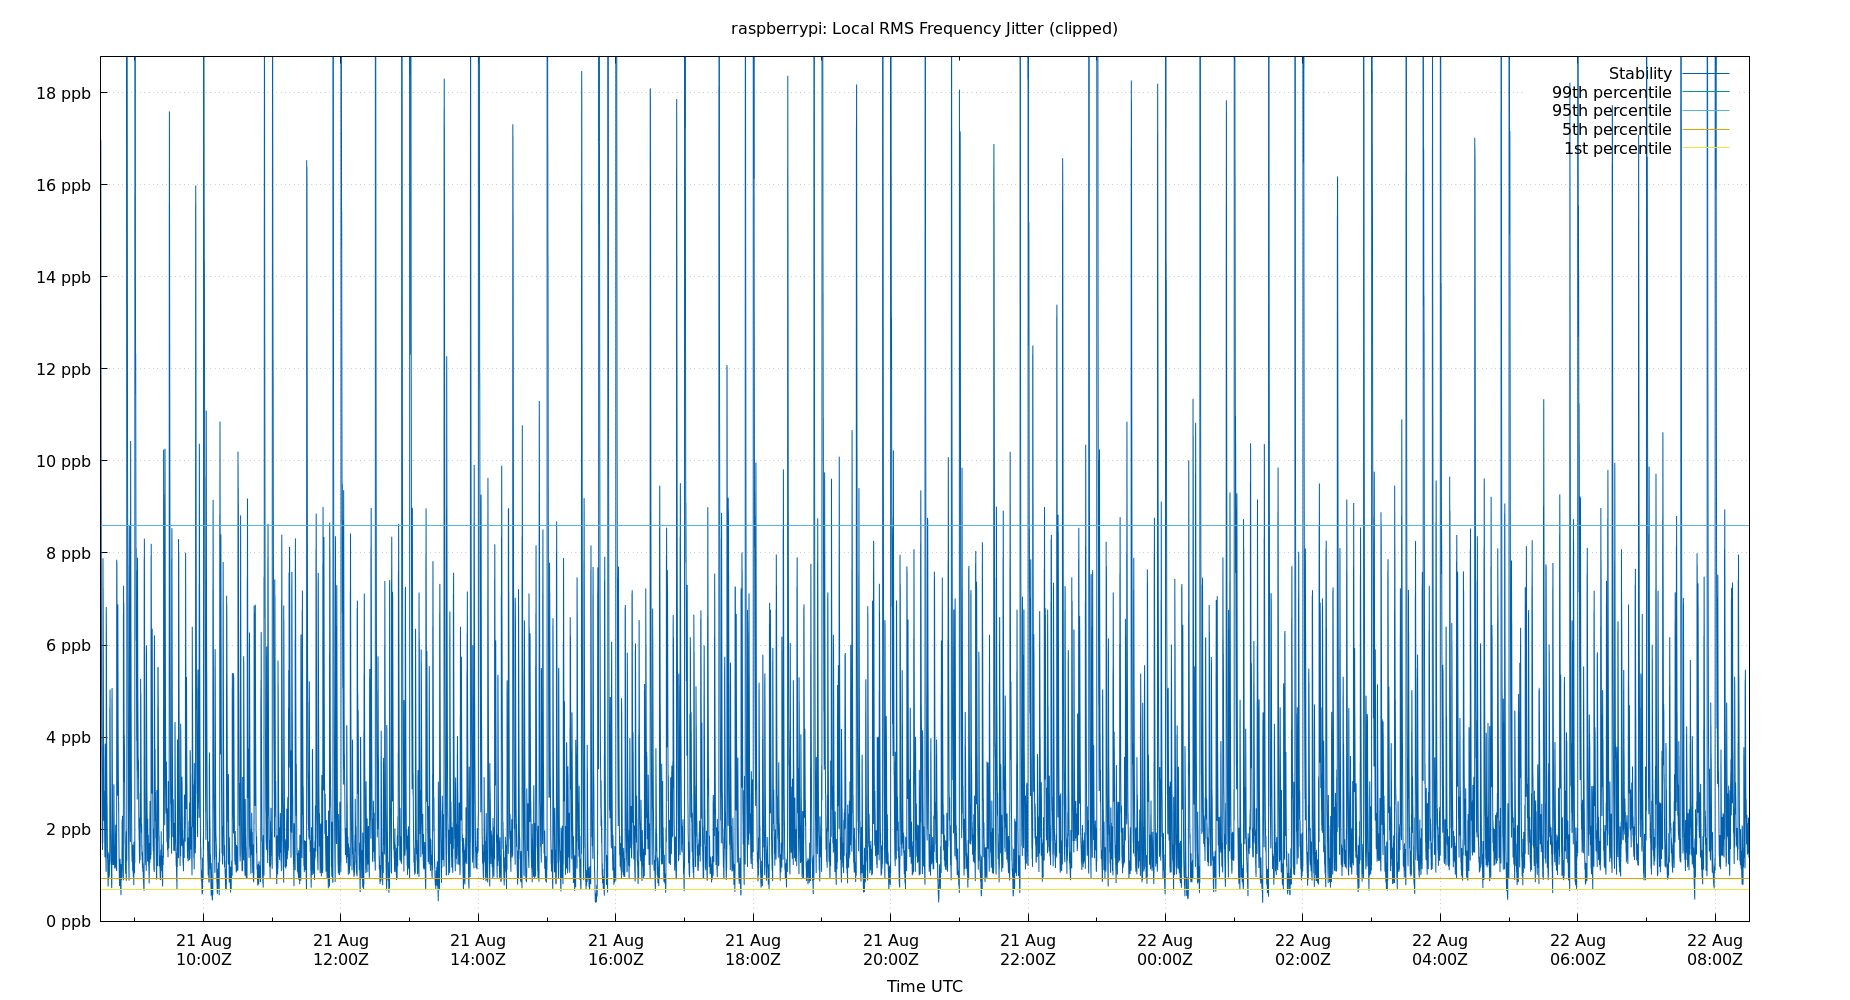 raspberrypi: Local RMS Frequency Jitter (clipped)
Stability
99th percentile
95th percentile
5th percentile
1st percentile
18 ppb
16 ppb
14 ppb
12 ppb
10 ppb
8 ppb
6 ppb
4 ppb
2 ppb
0 ppb
21 Aug 21 Aug 21 Aug 21 Aug 21 Aug 21 Aug 21 Aug 22 Aug 22 Aug 22 Aug 22 Aug 22 Aug
10:00Z 12:00Z 14:00Z 16:00Z 18:00Z 20:00Z 22:00Z 00:00Z 02:00Z 04:00Z 06:00Z 08:00Z
Time UTC